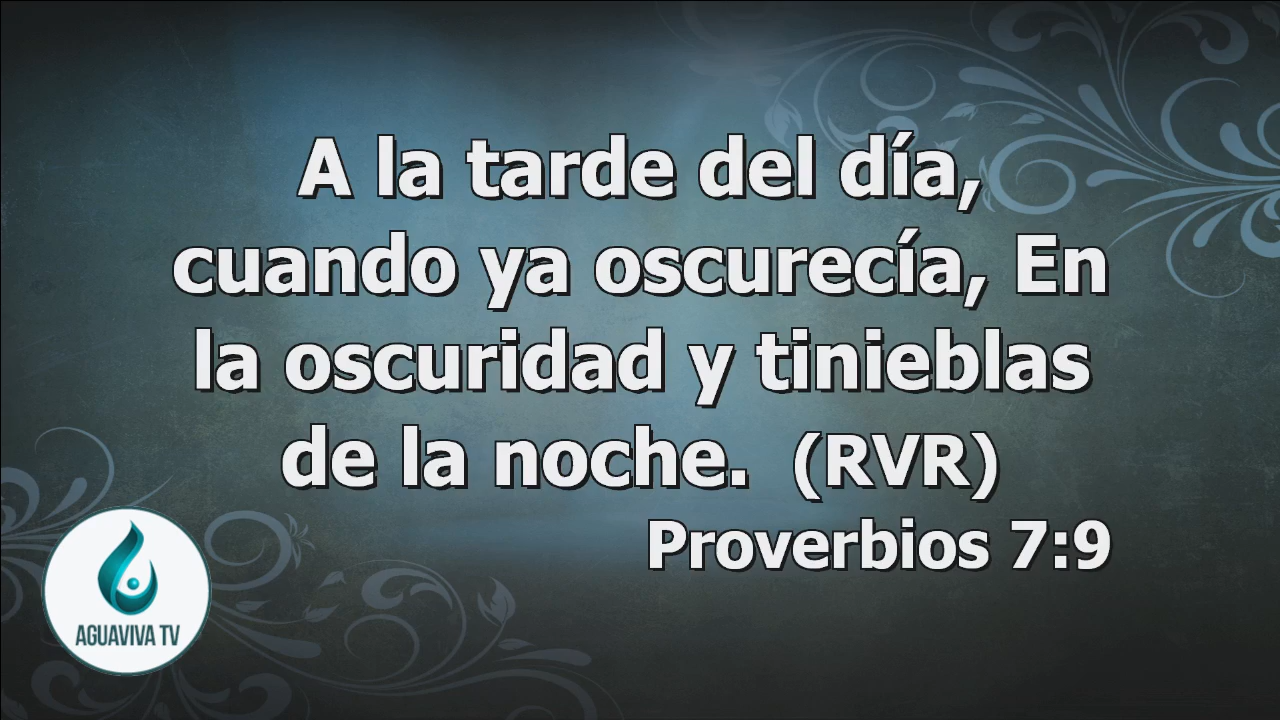 A la tarde del día,
cuando ya oscurecía, En
la oscuridad y tinieblas
de la noche.  (RVR)
Proverbios 7:9
AGUAVIVA TV